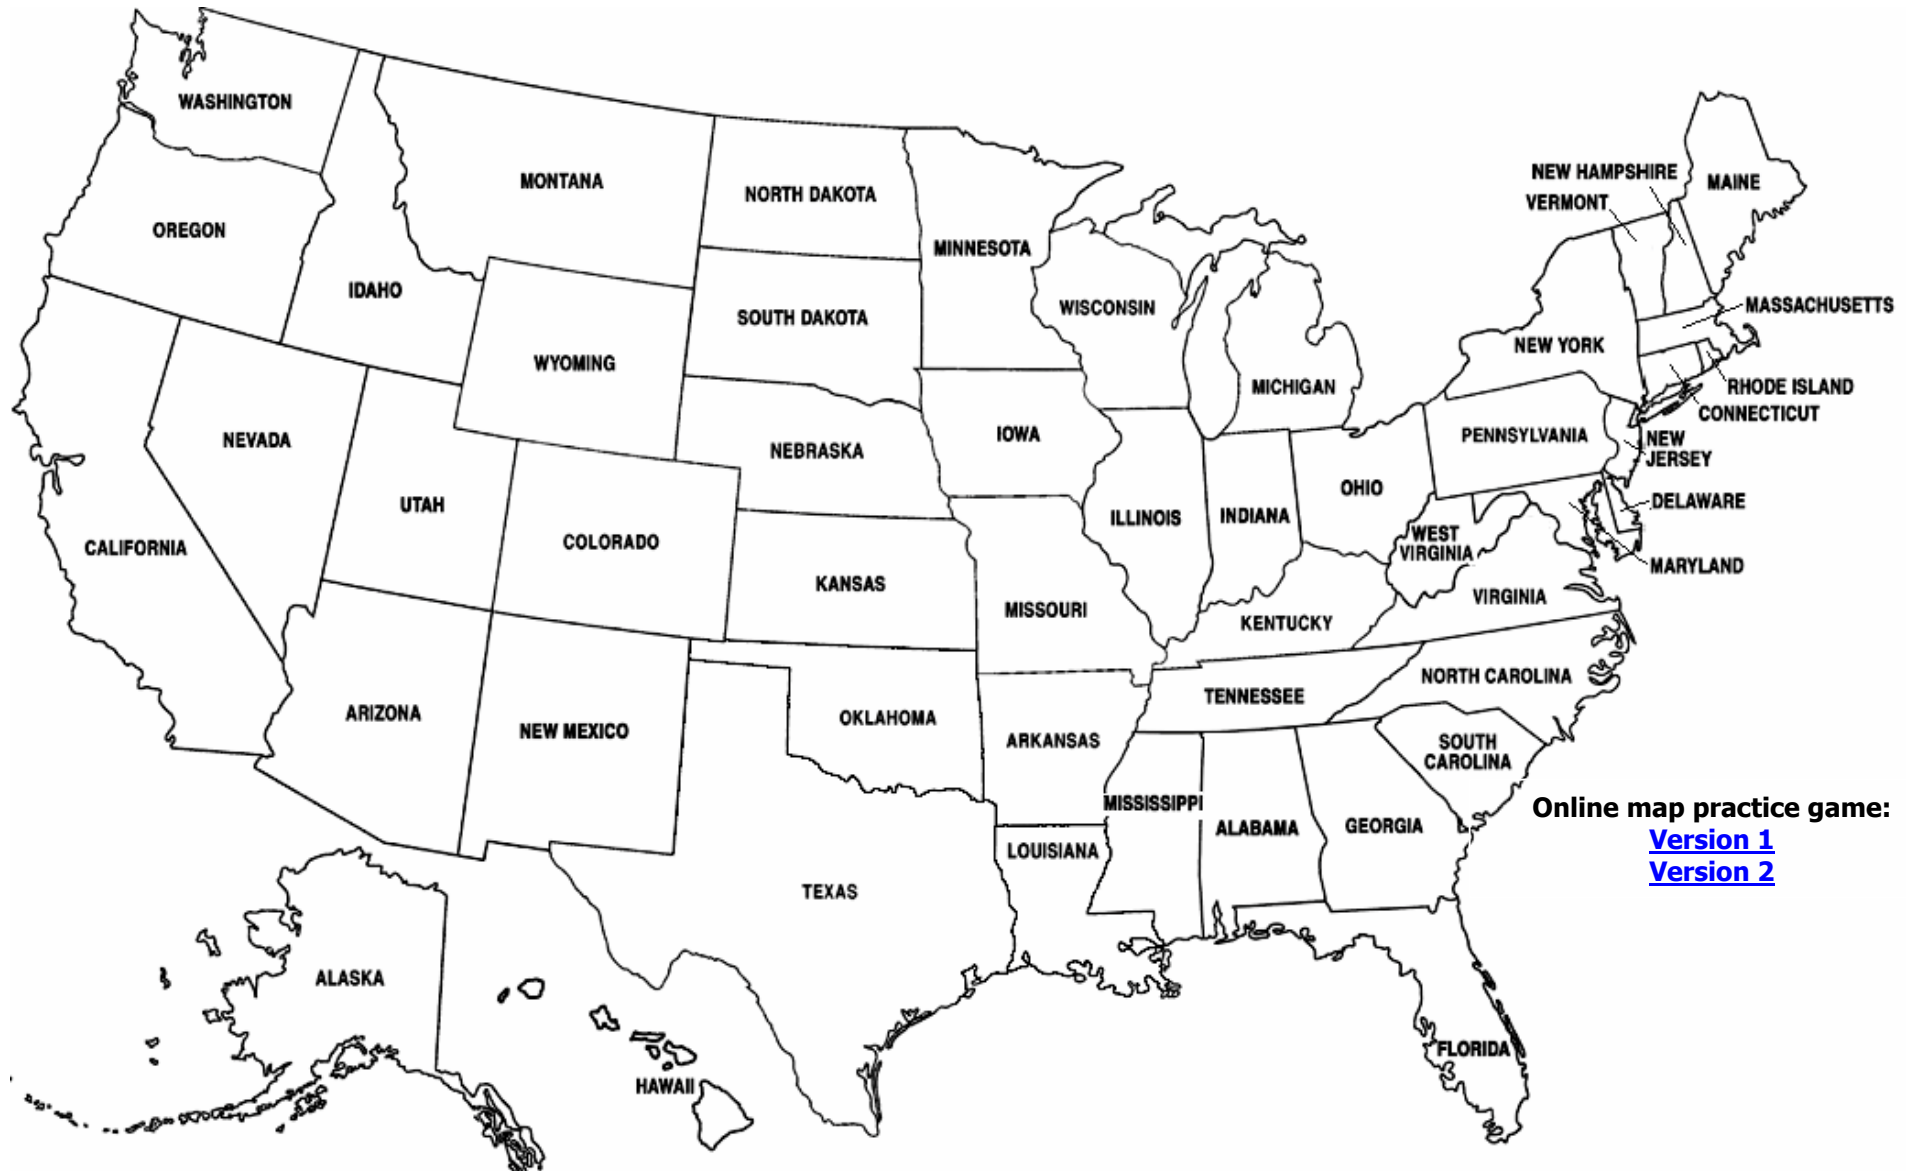 WASHINGTON
MONTANA
NORTH DAKOTA
MINNESOTA
NEW HAMPSHIRE
VERMONT
MAINE
OREGON
IDAHO
WYOMING
SOUTH DAKOTA
WISCONSIN
MICHIGAN
NEW YORK
MASSACHUSETTS
RHODE ISLAND
CONNECTICUT
NEVADA
UTAH
COLORADO
NEBRASKA
IOWA
ILLINOIS
INDIANA
OHIO
PENNSYLVANIA
NEW
JERSEY
DELAWARE
MARYLAND
CALIFORNIA
KANSAS
MISSOURI
KENTUCKY
WEST
VIRGINIA
VIRGINIA
ARIZONA
NEW MEXICO
OKLAHOMA
ARKANSAS
TENNESSEE
NORTH CAROLINA
SOUTH
CAROLINA
TEXAS
LOUISIANA
MISSISSIPPI
ALABAMA
GEORGIA
Online map practice game:
Version 1
Version 2
ALASKA
HAWAII
FLORIDA